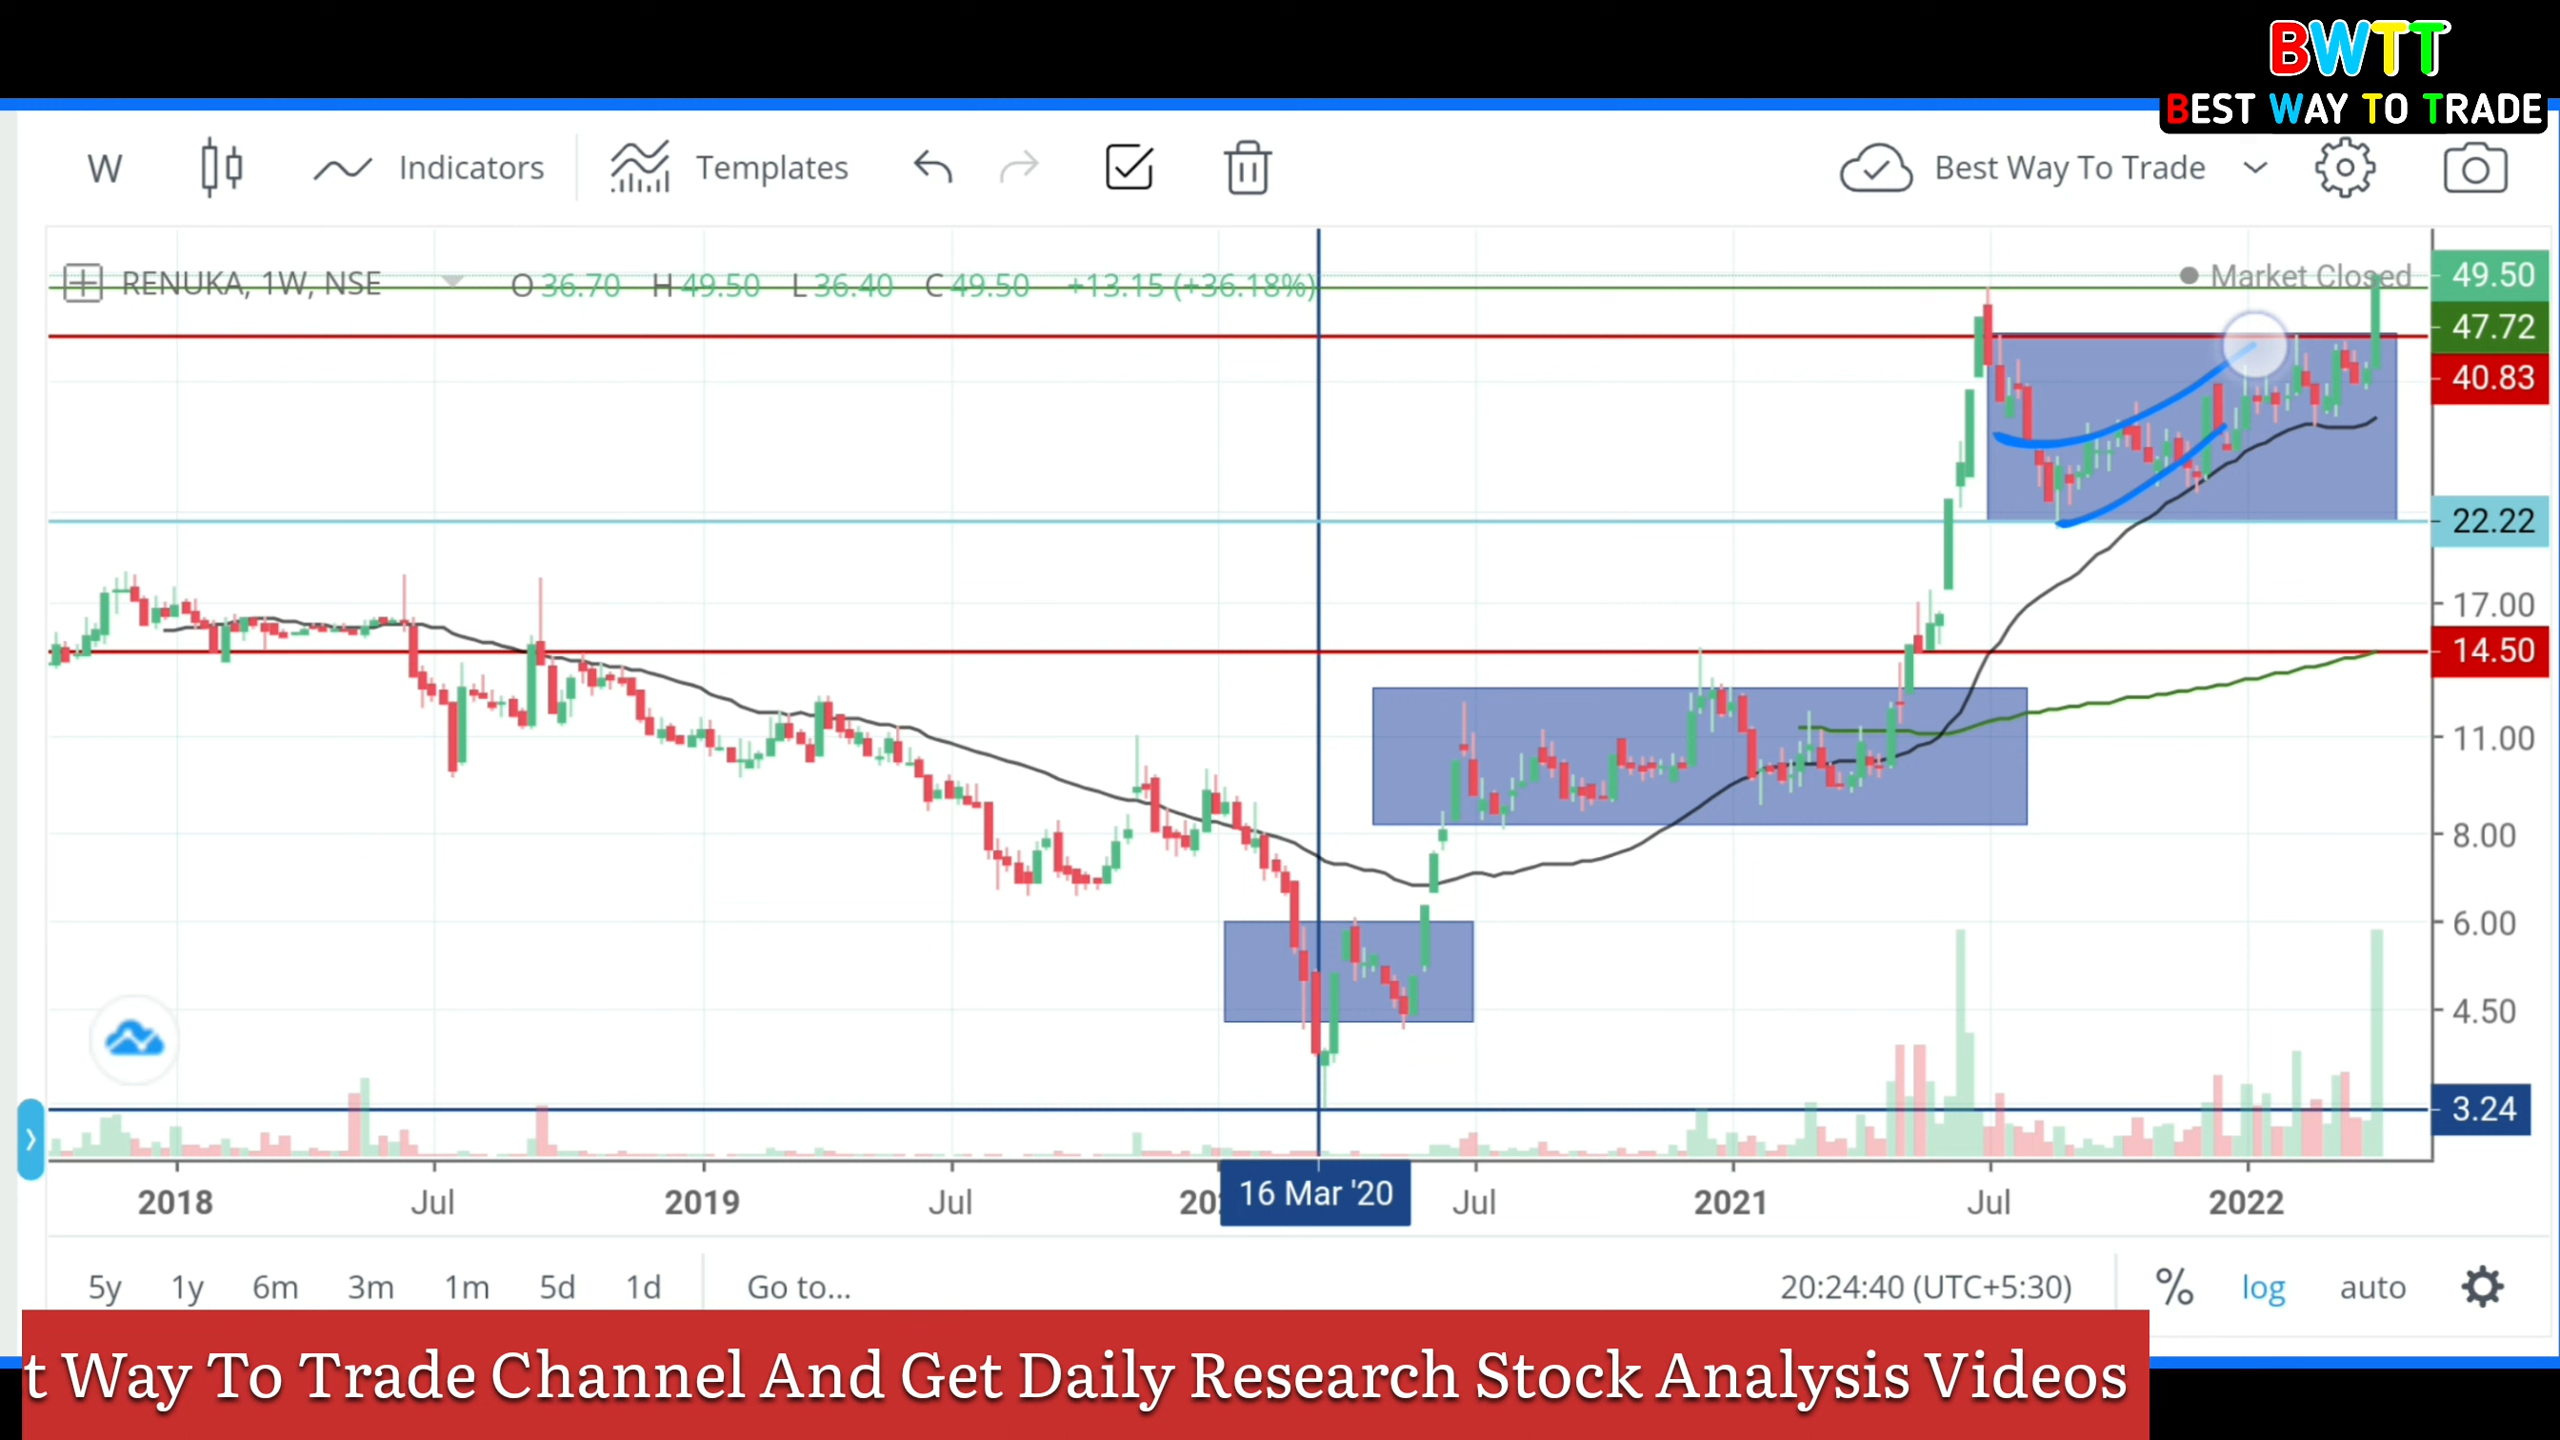 BWTT
BEST WAY TO TRADE
W Indicators Templates Best Way To Trade
RENUKA, 1W, NSE O 36.70 H 49.50 L 36.40 C 49.50 +13.15 (+36.18%) Market Closed
49.50
47.72
40.83
22.22
17.00
14.50
11.00
8.00
6.00
4.50
3.24
2018 Jul 2019 Jul 16 Mar '20 Jul 2021 Jul 2022
5y 1y 6m 3m 1m 5d 1d Go to... 20:24:40 (UTC+5:30) % log auto
t Way To Trade Channel And Get Daily Research Stock Analysis Videos